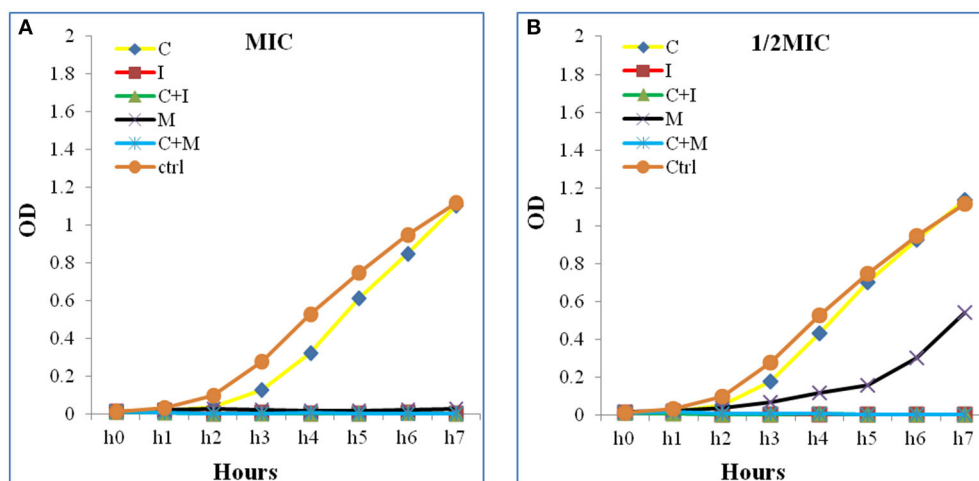 A
MIC
C
I
C+I
M
C+M
ctrl
2
1.8
1.6
1.4
1.2
1
0.8
0.6
0.4
0.2
0
OD
h0 h1 h2 h3 h4 h5 h6 h7
Hours
B
1/2MIC
C
I
C+I
M
C+M
Ctrl
2
1.8
1.6
1.4
1.2
1
0.8
0.6
0.4
0.2
0
OD
h0 h1 h2 h3 h4 h5 h6 h7
Hours